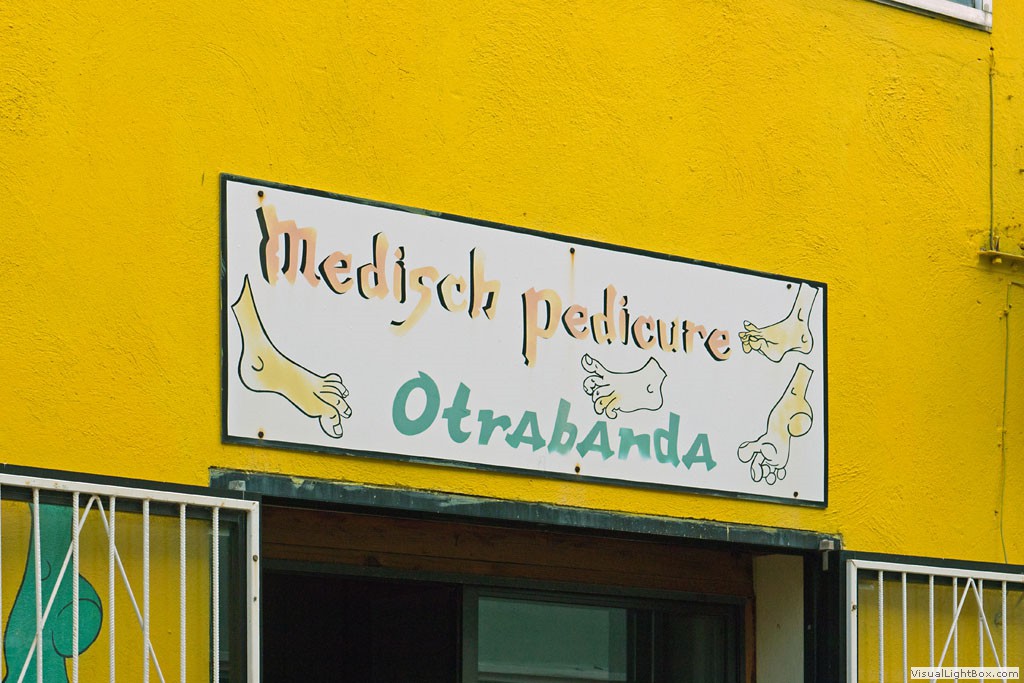 Medisch pedicure
Otrabanda
VisualLightBox.com